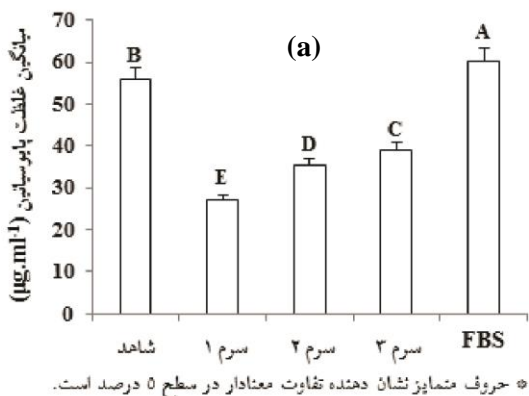 میانگین غلظت پایوسیانین (µg.ml-1)
(a)
70
60
50
40
30
20
10
0
B
E
D
C
A
شاهد
سرم ۱
سرم ۲
سرم ۳
FBS
* حروف متمایز نشان دهنده تفاوت معنادار در سطح ۵ درصد است.